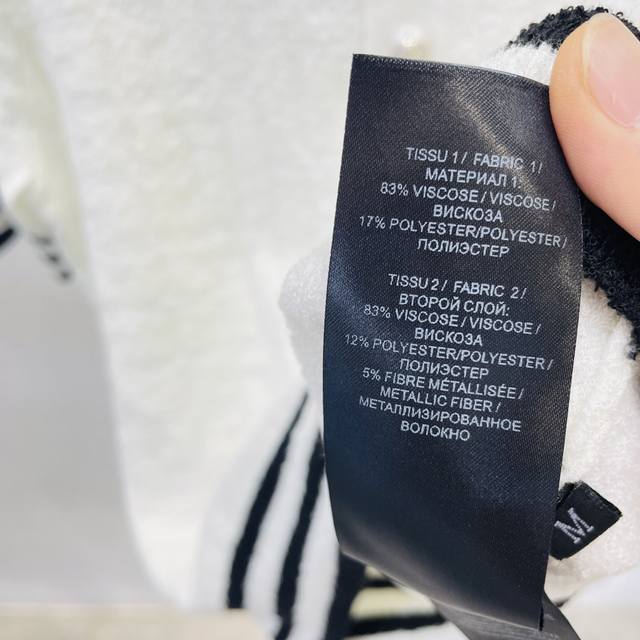 TISSU 1 / FABRIC 1 /
МАТЕРИАЛ 1:
83% VISCOSE / VISCOSE /
ВИСКОЗА
17% POLYESTER/POLYESTER /
ПОЛИЭСТЕР
TISSU 2 / FABRIC 2 /
ВТОРОЙ СЛОЙ:
83% VISCOSE / VISCOSE /
ВИСКОЗА
12% POLYESTER/POLYESTER /
ПОЛИЭСТЕР
5% FIBRE MÉTALLISÉE /
METALLIC FIBER /
МЕТАЛЛИЗИРОВАННОЕ
ВОЛОКНО
M